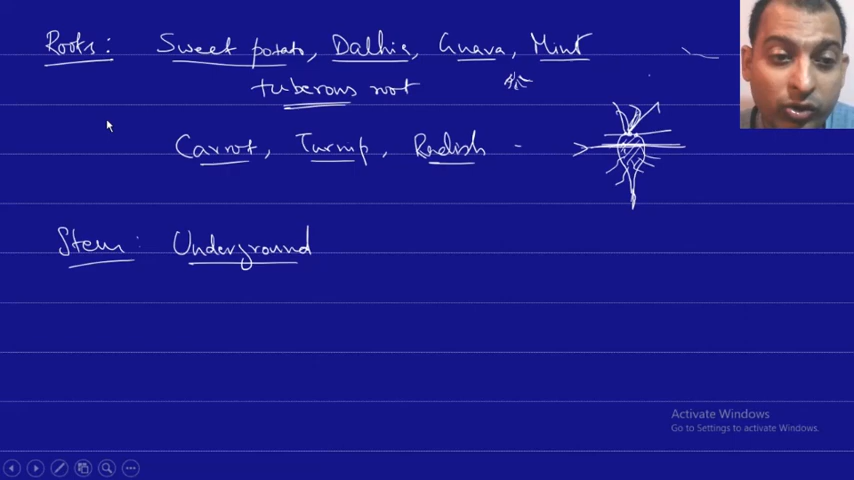 Roots: Sweet potato, Dalhia, Guava, Mint
tuberous root
Carrot, Turnip, Radish -
Stem: Underground
Activate Windows
Go to Settings to activate Windows.